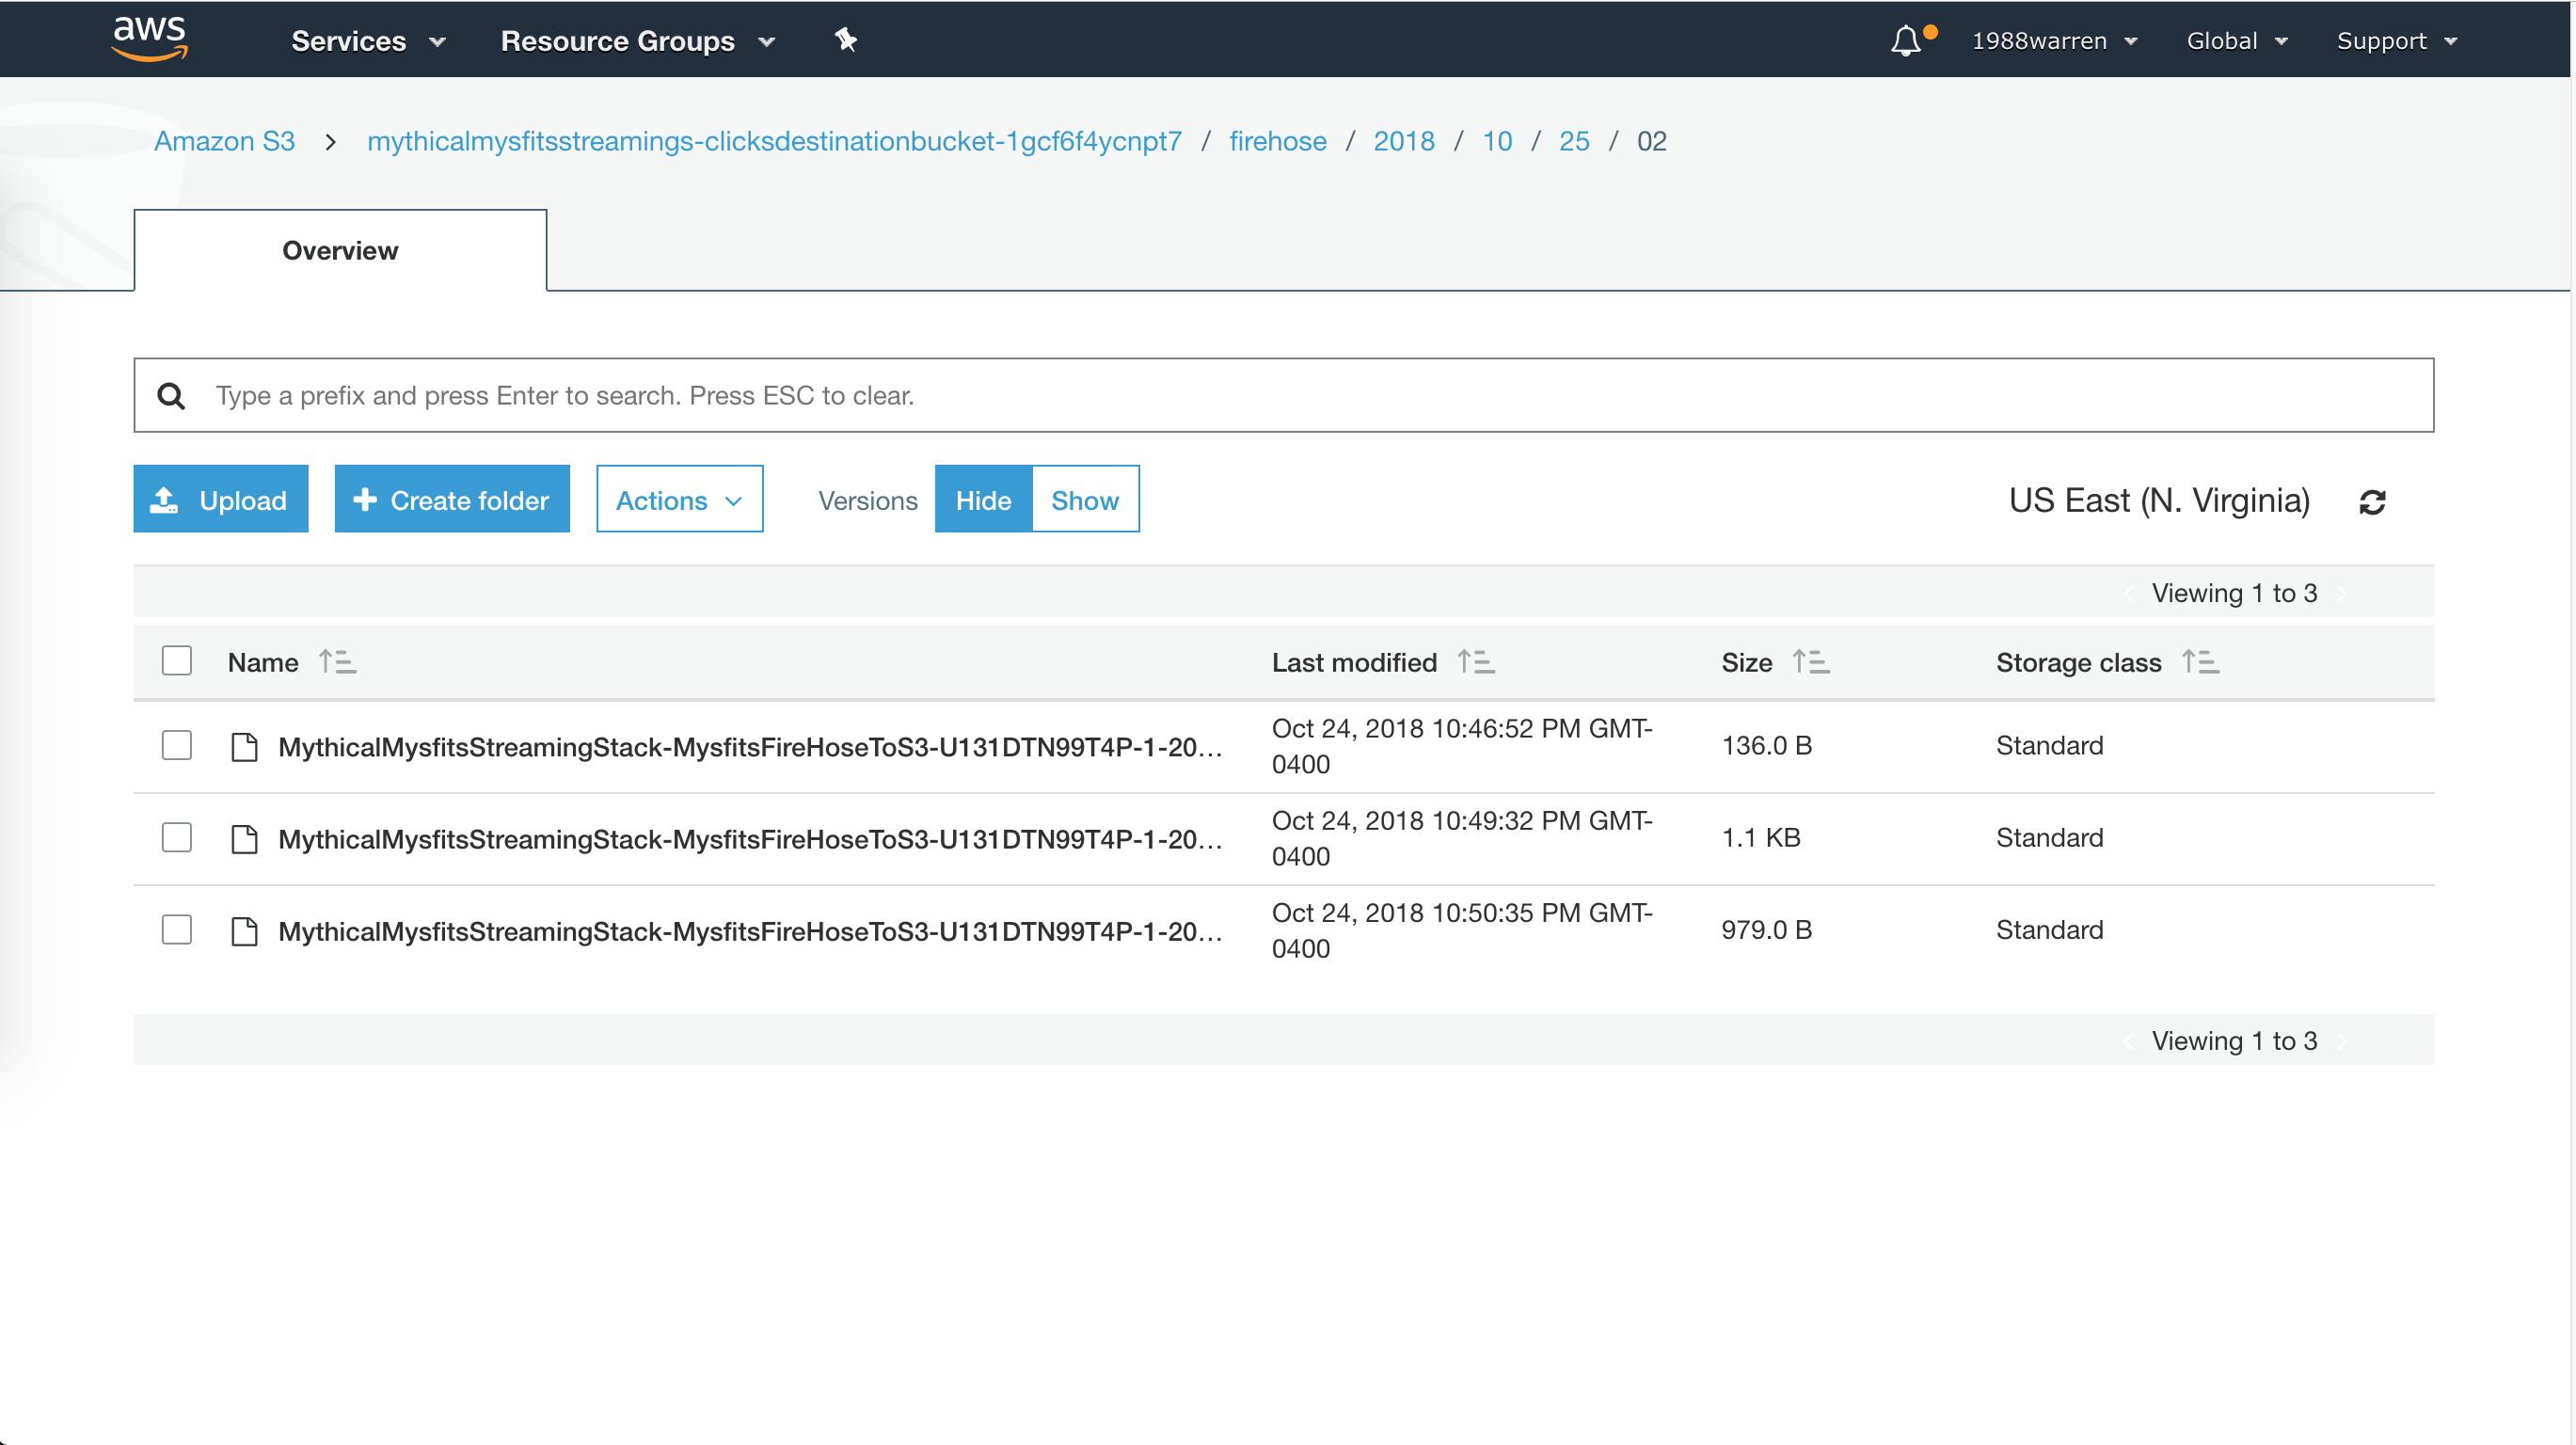 aws Services Resource Groups 1988warren Global Support
Amazon S3 > mythicalmysfitsstreamings-clicksdestinationbucket-1gcf6f4ycnpt7 / firehose / 2018 / 10 / 25 / 02
Overview
Type a prefix and press Enter to search. Press ESC to clear.
Upload Create folder Actions Versions Hide Show US East (N. Virginia)
Viewing 1 to 3
Name Last modified Size Storage class
MythicalMysfitsStreamingStack-MysfitsFireHoseToS3-U131DTN99T4P-1-20... Oct 24, 2018 10:46:52 PM GMT-0400 136.0 B Standard
MythicalMysfitsStreamingStack-MysfitsFireHoseToS3-U131DTN99T4P-1-20... Oct 24, 2018 10:49:32 PM GMT-0400 1.1 KB Standard
MythicalMysfitsStreamingStack-MysfitsFireHoseToS3-U131DTN99T4P-1-20... Oct 24, 2018 10:50:35 PM GMT-0400 979.0 B Standard
Viewing 1 to 3